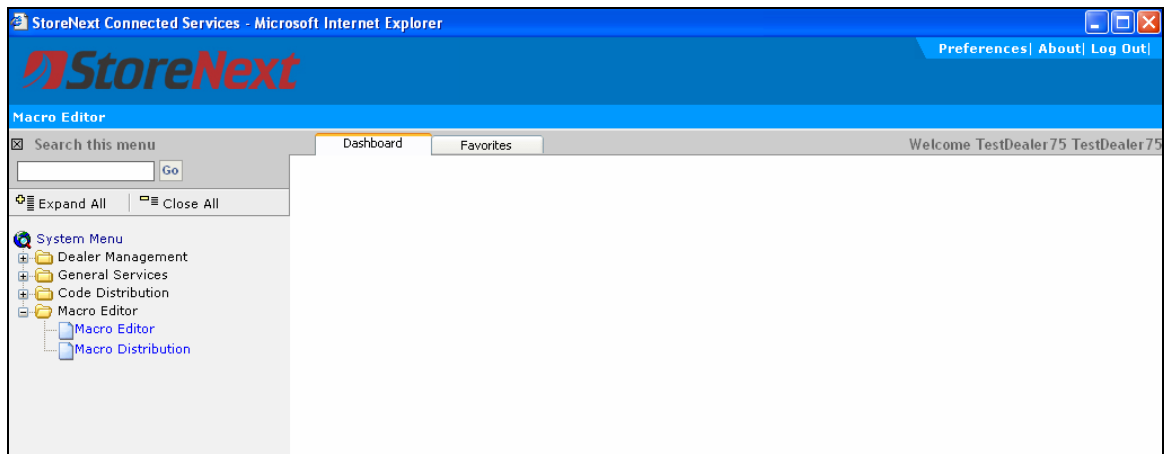 StoreNext Connected Services - Microsoft Internet Explorer
Preferences| About| Log Out|
StoreNext
Macro Editor
Search this menu
Dashboard Favorites Welcome TestDealer75 TestDealer75
Go
Expand All Close All
System Menu
Dealer Management
General Services
Code Distribution
Macro Editor
Macro Editor
Macro Distribution